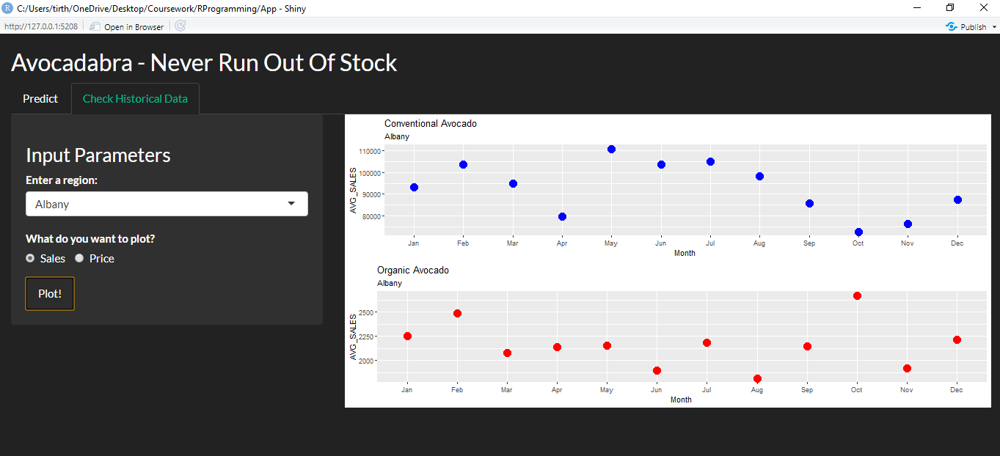 C:/Users/tirth/OneDrive/Desktop/Coursework/RProgramming/App - Shiny
http://127.0.0.1:5208 Open in Browser Publish
Avocadabra - Never Run Out Of Stock
Predict Check Historical Data
Input Parameters
Enter a region:
Albany
What do you want to plot?
Sales Price
Plot!
Conventional Avocado
Albany
AVG_SALES
110000
100000
90000
80000
Jan Feb Mar Apr May Jun Jul Aug Sep Oct Nov Dec
Month
Organic Avocado
Albany
AVG_SALES
2500
2250
2000
Jan Feb Mar Apr May Jun Jul Aug Sep Oct Nov Dec
Month